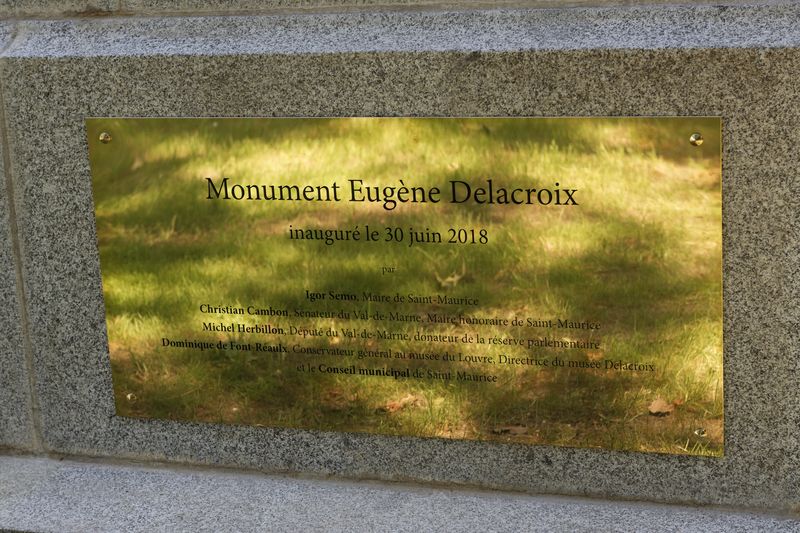 Monument Eugène Delacroix
inauguré le 30 juin 2018
par
Igor Semo, Maire de Saint-Maurice
Christian Cambon, Sénateur du Val-de-Marne, Maire honoraire de Saint-Maurice
Michel Herbillon, Député du Val-de-Marne, donateur de la réserve parlementaire
Dominique de Font-Réaulx, Conservateur général au musée du Louvre, Directrice du musée Delacroix
et le Conseil municipal de Saint-Maurice